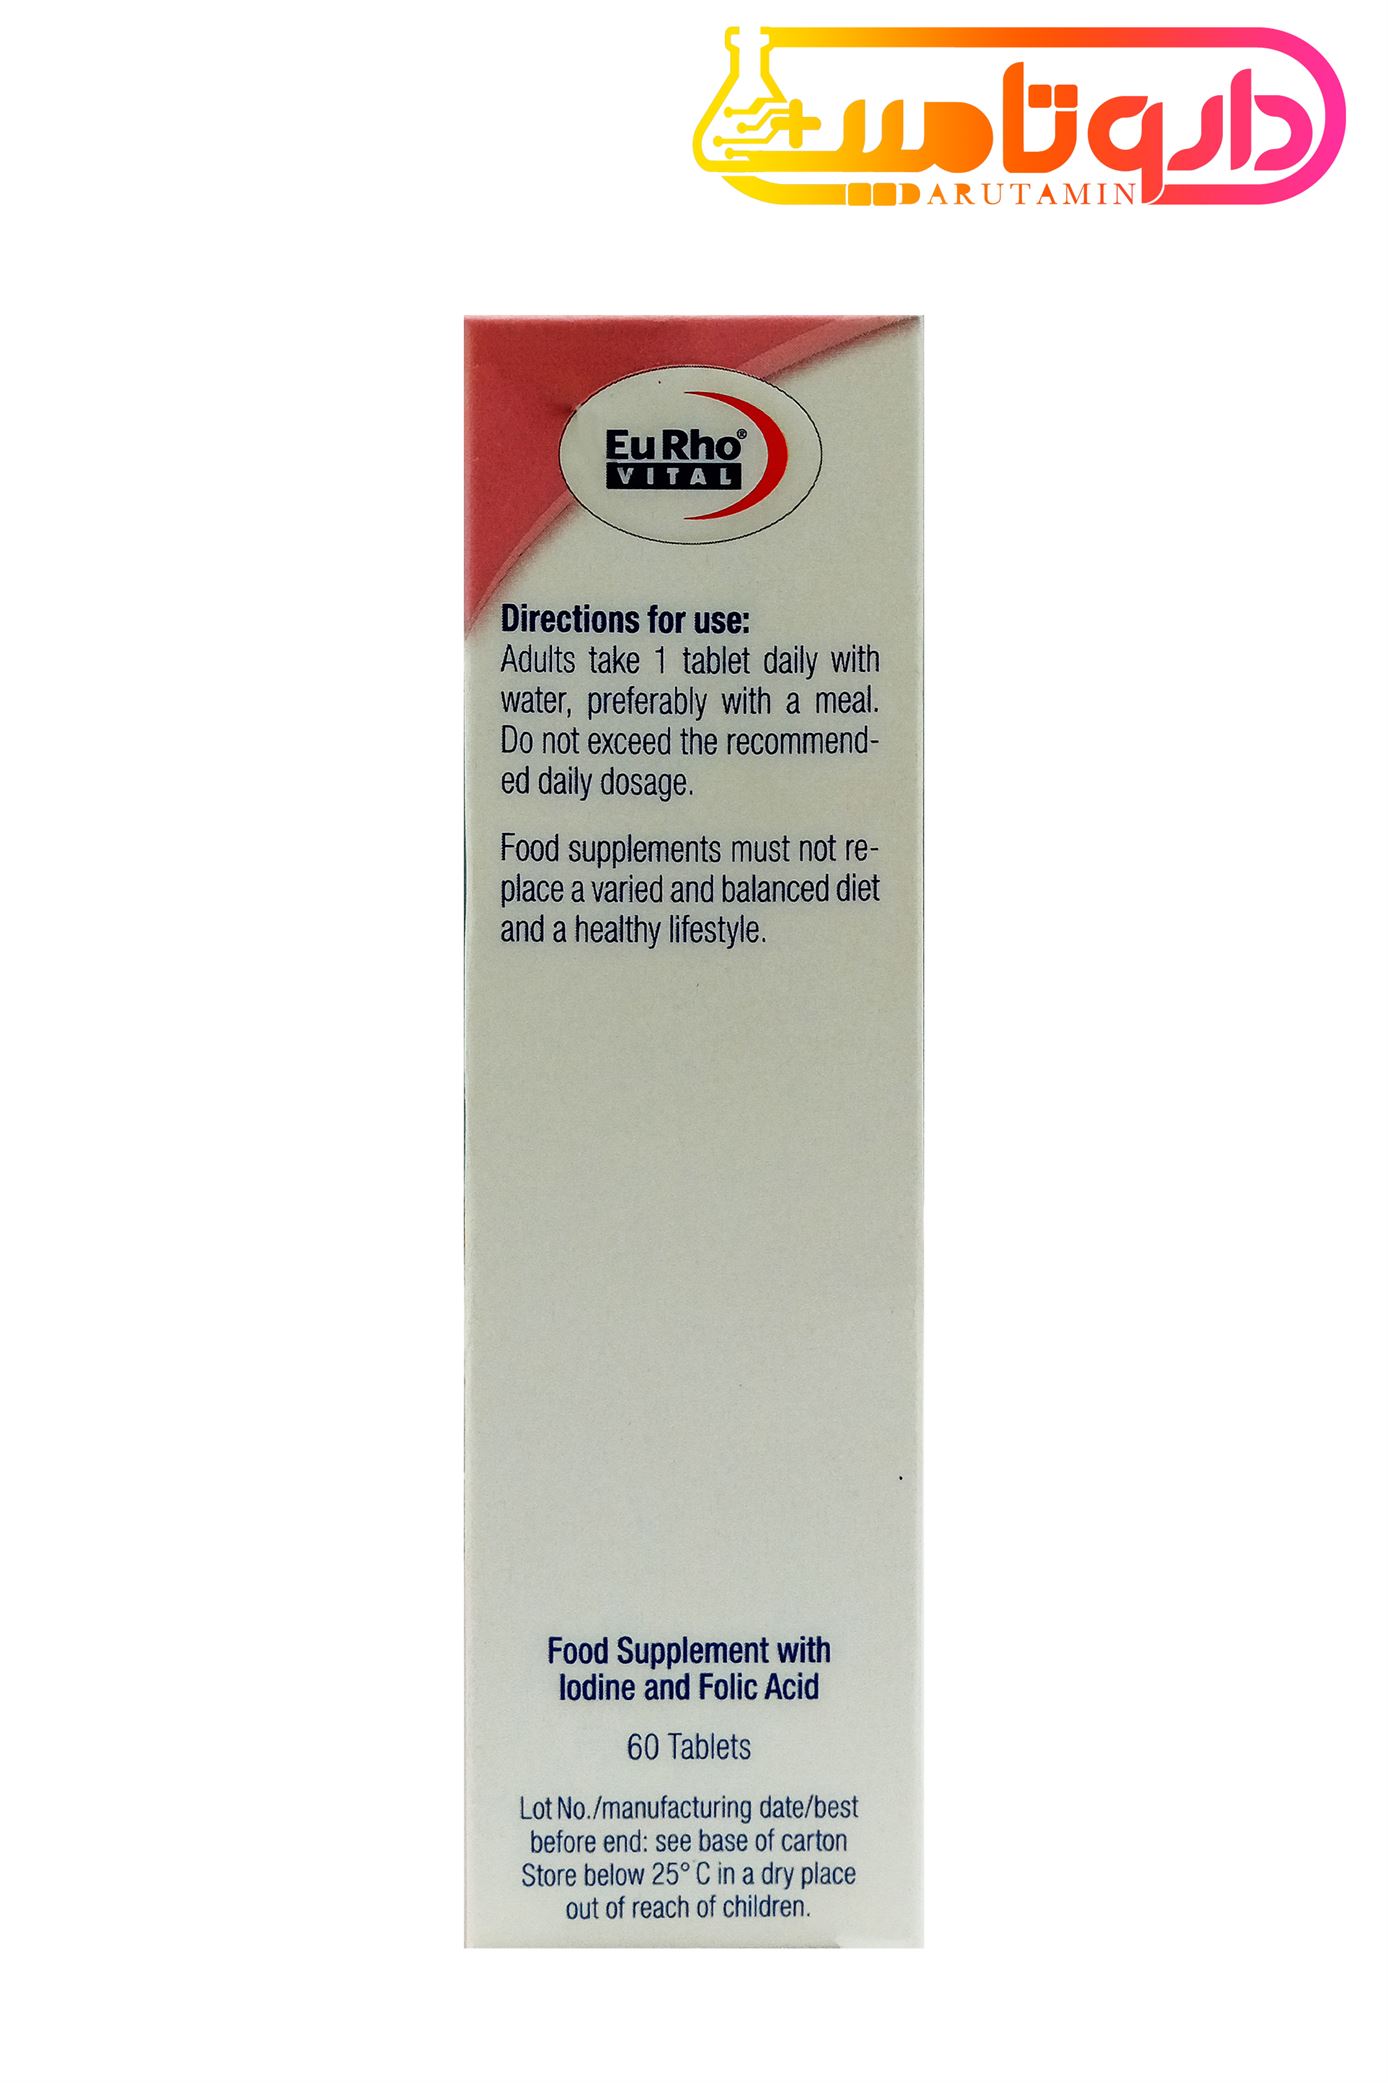 داروتامین
DARUTAMIN
Eu Rho®
VITAL
Directions for use:
Adults take 1 tablet daily with
water, preferably with a meal.
Do not exceed the recommend-
ed daily dosage.
Food supplements must not re-
place a varied and balanced diet
and a healthy lifestyle.
Food Supplement with
Iodine and Folic Acid
60 Tablets
Lot No./manufacturing date/best
before end: see base of carton
Store below 25° C in a dry place
out of reach of children.